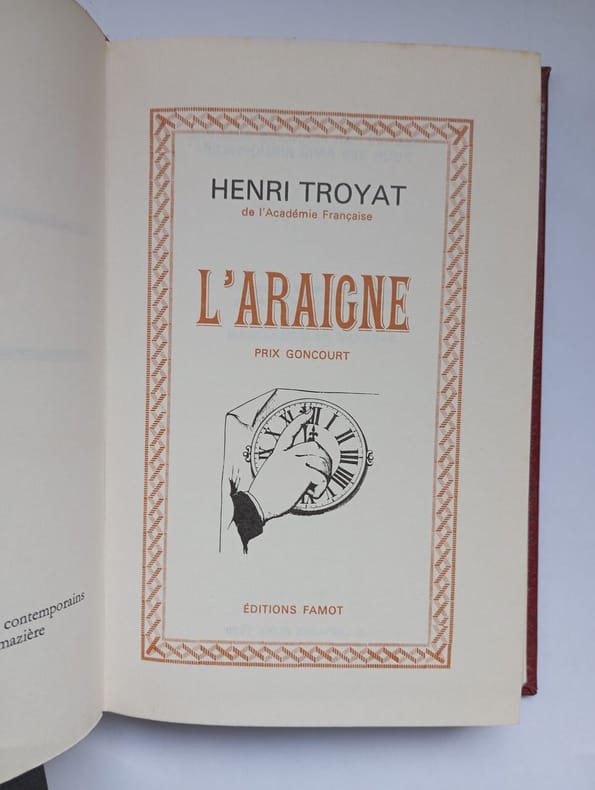 contemporains
mazière
HENRI TROYAT
de l'Académie Française
L'ARAIGNE
PRIX GONCOURT
ÉDITIONS FAMOT